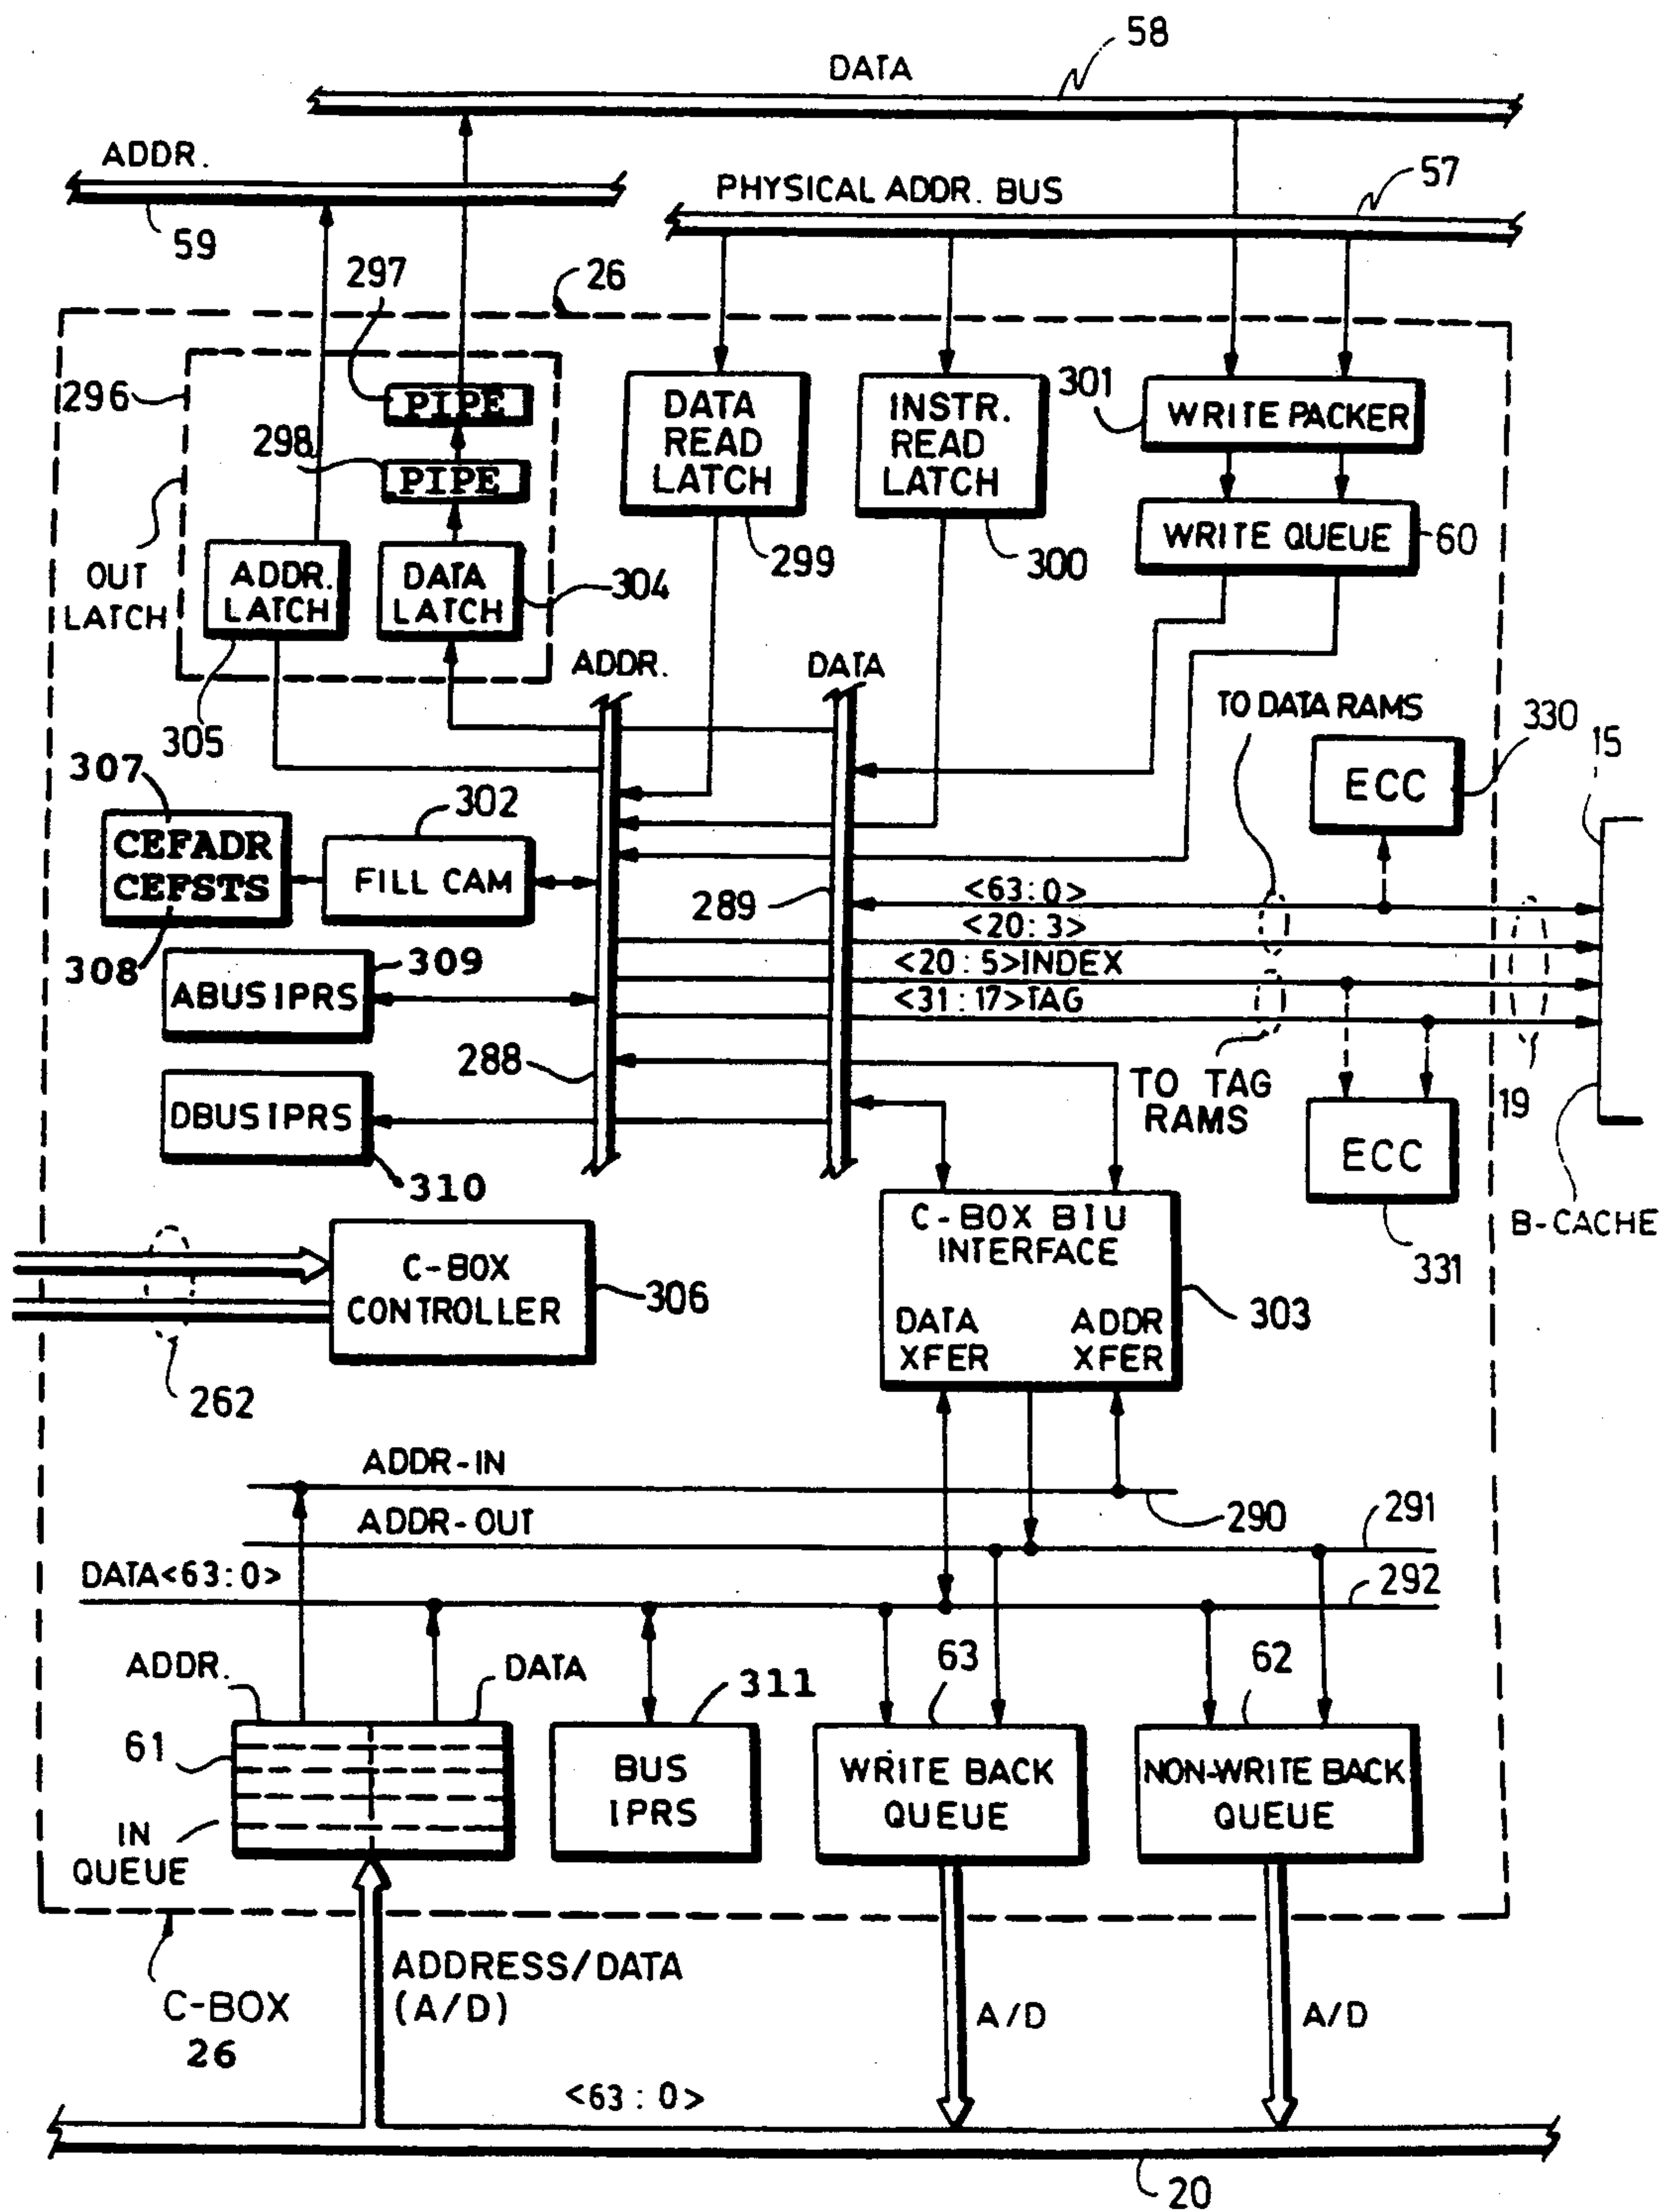 58
DATA
ADDR.
57
PHYSICAL ADDR. BUS
59
297
26
296
PIPE
298
PIPE
DATA
READ
LATCH
INSTR.
READ
LATCH
301
WRITE PACKER
WRITE QUEUE
60
299
300
OUT
LATCH
ADDR.
LATCH
DATA
LATCH
304
305
ADDR.
DATA
TO DATA RAMS
330
15
ECC
307
302
CEFADR
CEFSTS
FILL CAM
308
289
<63:0>
<20:3>
<20:5>INDEX
<31:17>TAG
309
ABUS IPRS
288
TO TAG
RAMS
19
DBUS IPRS
310
ECC
331
B-CACHE
C-BOX BIU
INTERFACE
DATA
XFER
ADDR
XFER
303
C-BOX
CONTROLLER
306
262
ADDR-IN
290
ADDR-OUT
291
DATA<63:0>
292
ADDR.
DATA
61
IN
QUEUE
311
BUS
IPRS
63
WRITE BACK
QUEUE
62
NON-WRITE BACK
QUEUE
C-BOX
26
ADDRESS/DATA
(A/D)
A/D
A/D
<63:0>
20